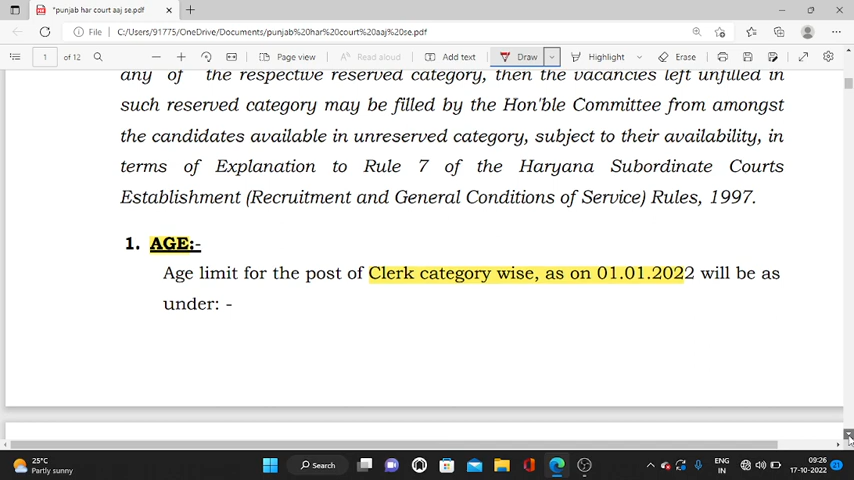 *punjab har court aaj se.pdf
File C:/Users/91775/OneDrive/Documents/punjab%20har%20court%20aaj%20se.pdf
1 of 12 Page view Read aloud Add text Draw Highlight Erase
any of the respective reserved category, then the vacancies left unfilled in
such reserved category may be filled by the Hon'ble Committee from amongst
the candidates available in unreserved category, subject to their availability, in
terms of Explanation to Rule 7 of the Haryana Subordinate Courts
Establishment (Recruitment and General Conditions of Service) Rules, 1997.
1. AGE:-
Age limit for the post of Clerk category wise, as on 01.01.2022 will be as
under: -
25°C
Partly sunny
Search
ENG
IN
09:26
17-10-2022
21